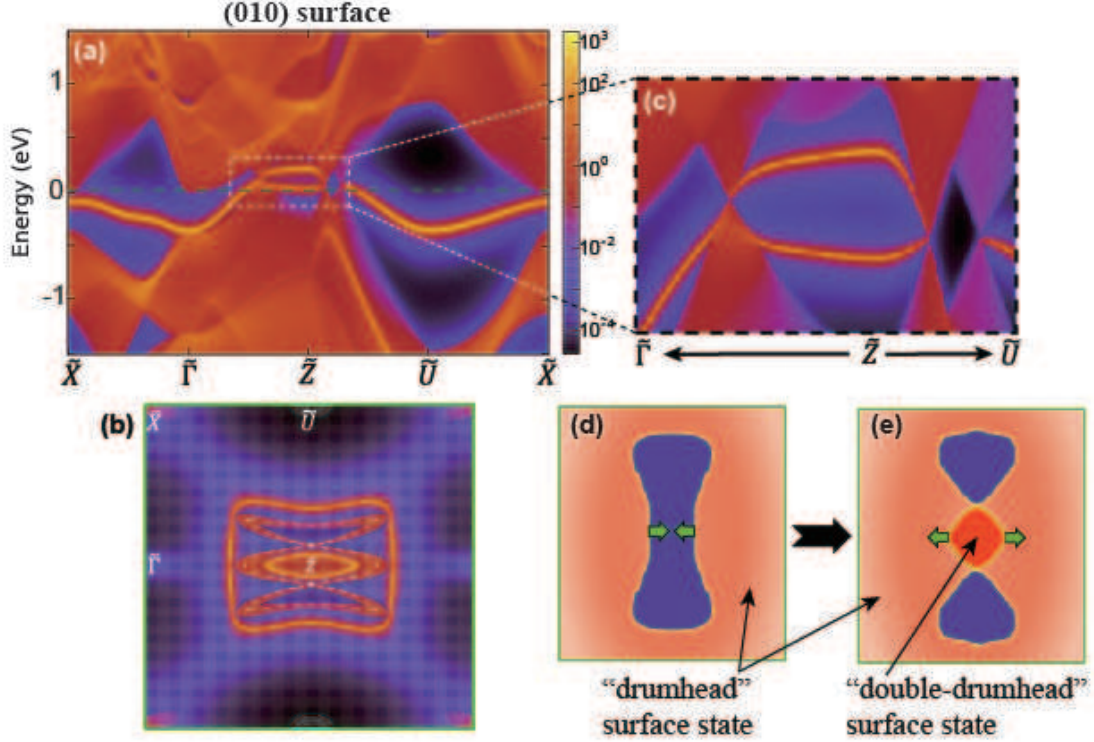 (010) surface
(a)
Energy (eV)
1
0
-1
X̃ Γ̃ Z̃ Ũ X̃
10³
10²
10⁰
10⁻²
10⁻⁴
(c)
Γ̃ Z̃ Ũ
(b)
X̃ Ũ
Γ̃ Z̃
(d)
(e)
“drumhead”
surface state
“double-drumhead”
surface state